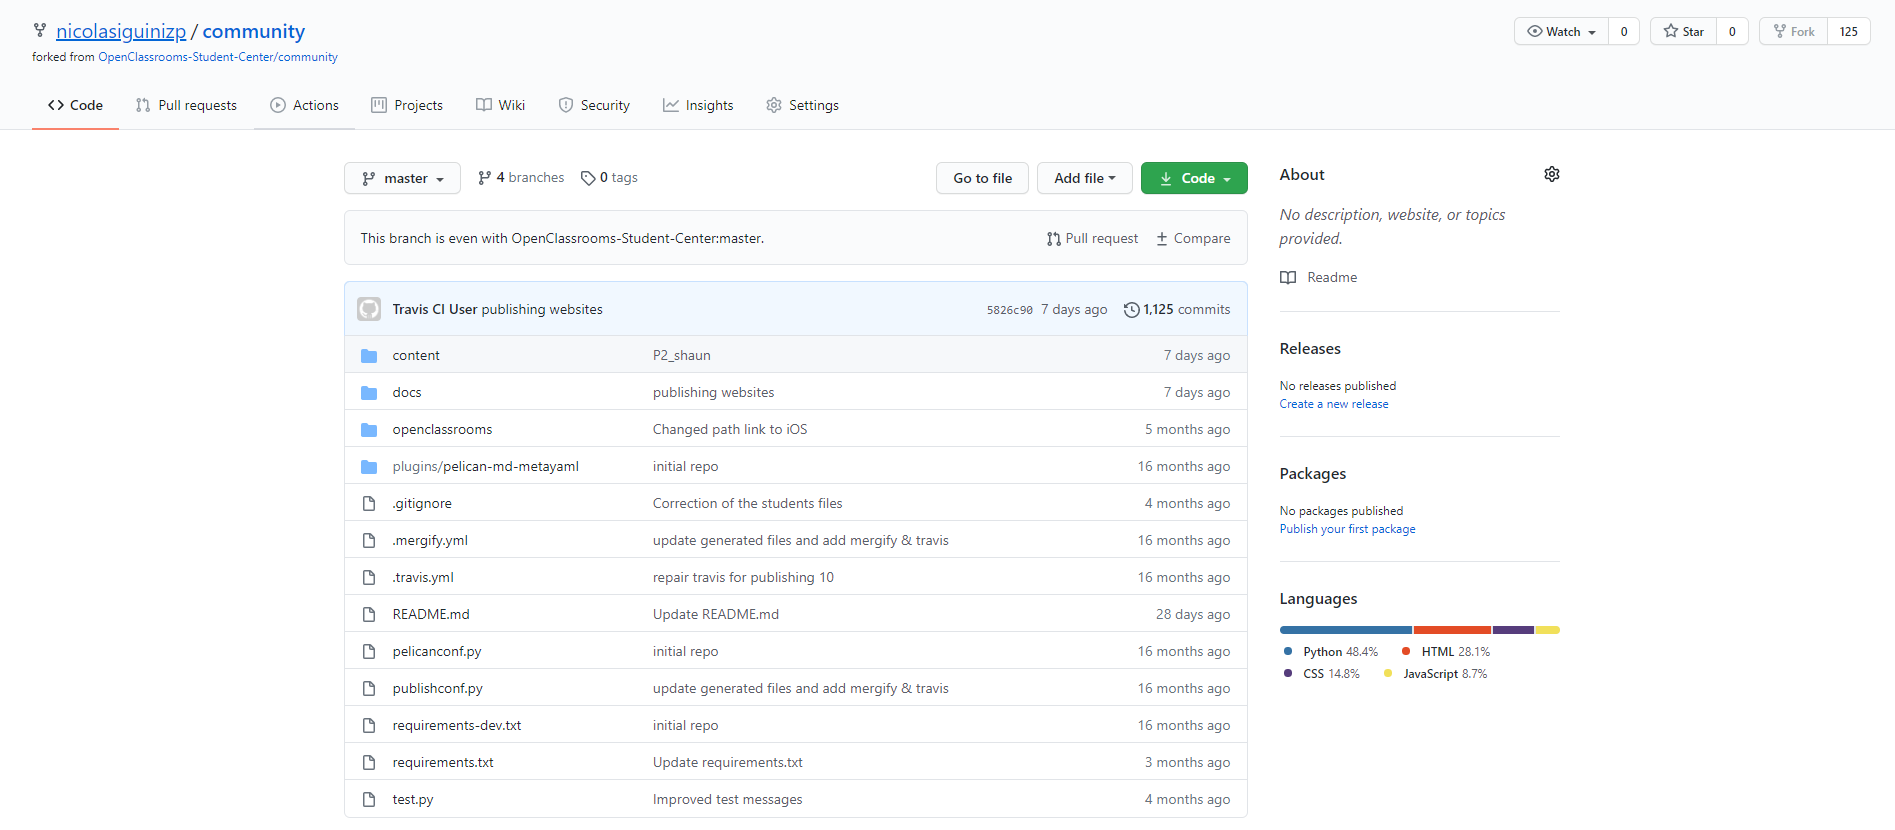 nicolasiguinizp / community
Watch 0 Star 0 Fork 125
forked from OpenClassrooms-Student-Center/community
Code Pull requests Actions Projects Wiki Security Insights Settings
master 4 branches 0 tags Go to file Add file Code
This branch is even with OpenClassrooms-Student-Center:master. Pull request Compare
Travis CI User publishing websites 5826c90 7 days ago 1,125 commits
content P2_shaun 7 days ago
docs publishing websites 7 days ago
openclassrooms Changed path link to iOS 5 months ago
plugins/pelican-md-metayaml initial repo 16 months ago
.gitignore Correction of the students files 4 months ago
.mergify.yml update generated files and add mergify & travis 16 months ago
.travis.yml repair travis for publishing 10 16 months ago
README.md Update README.md 28 days ago
pelicanconf.py initial repo 16 months ago
publishconf.py update generated files and add mergify & travis 16 months ago
requirements-dev.txt initial repo 16 months ago
requirements.txt Update requirements.txt 3 months ago
test.py Improved test messages 4 months ago
About
No description, website, or topics
provided.
Readme
Releases
No releases published
Create a new release
Packages
No packages published
Publish your first package
Languages
Python 48.4% HTML 28.1%
CSS 14.8% JavaScript 8.7%